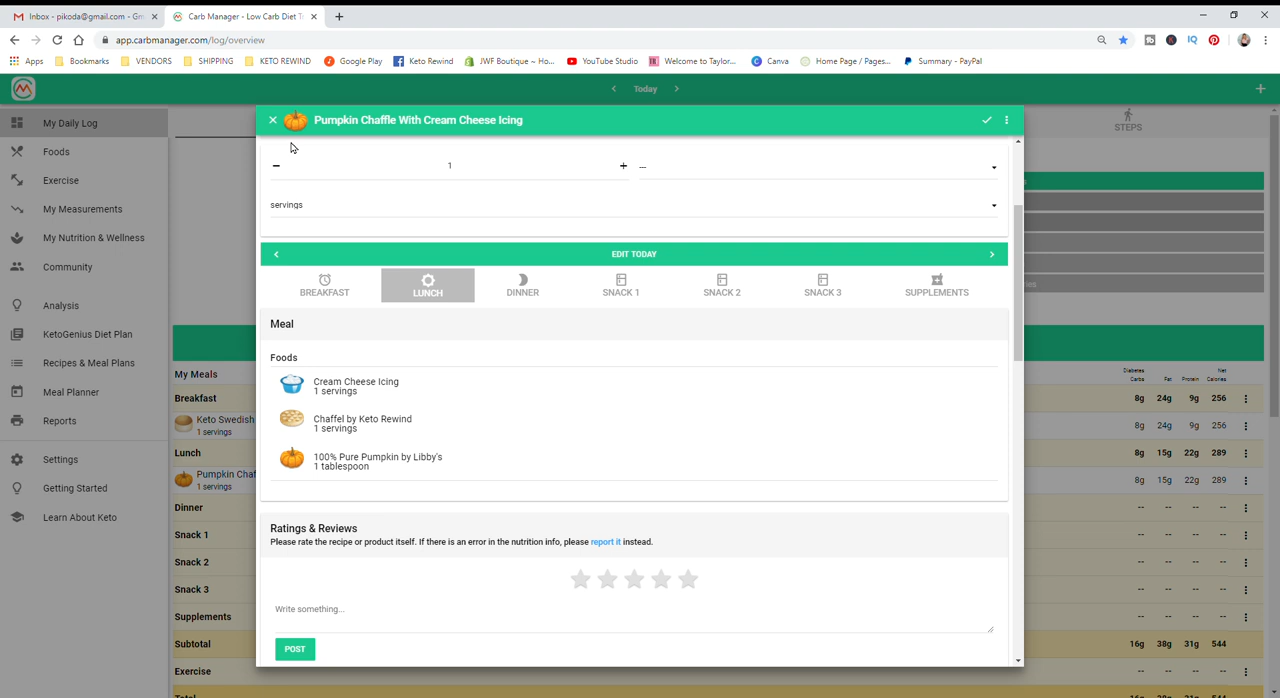 Inbox - pikoda@gmail.com - Gm
Carb Manager - Low Carb Diet T
app.carbmanager.com/log/overview
Apps
Bookmarks
VENDORS
SHIPPING
KETO REWIND
Google Play
Keto Rewind
JWF Boutique ~ Ho...
YouTube Studio
Welcome to Taylor...
Canva
Home Page / Pages...
Summary - PayPal
IQ
Today
My Daily Log
Foods
Exercise
My Measurements
My Nutrition & Wellness
Community
Analysis
KetoGenius Diet Plan
Recipes & Meal Plans
Meal Planner
Reports
Settings
Getting Started
Learn About Keto
STEPS
Pumpkin Chaffle With Cream Cheese Icing
1
---
servings
EDIT TODAY
BREAKFAST
LUNCH
DINNER
SNACK 1
SNACK 2
SNACK 3
SUPPLEMENTS
Meal
Foods
Cream Cheese Icing
1 servings
Chaffel by Keto Rewind
1 servings
100% Pure Pumpkin by Libby's
1 tablespoon
Ratings & Reviews
Please rate the recipe or product itself. If there is an error in the nutrition info, please report it instead.
Write something...
POST
My Meals
Diabetes Carbs Fat Protein Net Calories
Breakfast 8g 24g 9g 256
Keto Swedish 8g 24g 9g 256
1 servings
Lunch 8g 15g 22g 289
Pumpkin Chaf 8g 15g 22g 289
1 servings
Dinner -- -- -- --
Snack 1 -- -- -- --
Snack 2 -- -- -- --
Snack 3 -- -- -- --
Supplements -- -- -- --
Subtotal 16g 38g 31g 544
Exercise -- -- -- --
Total 16g 38g 31g 544